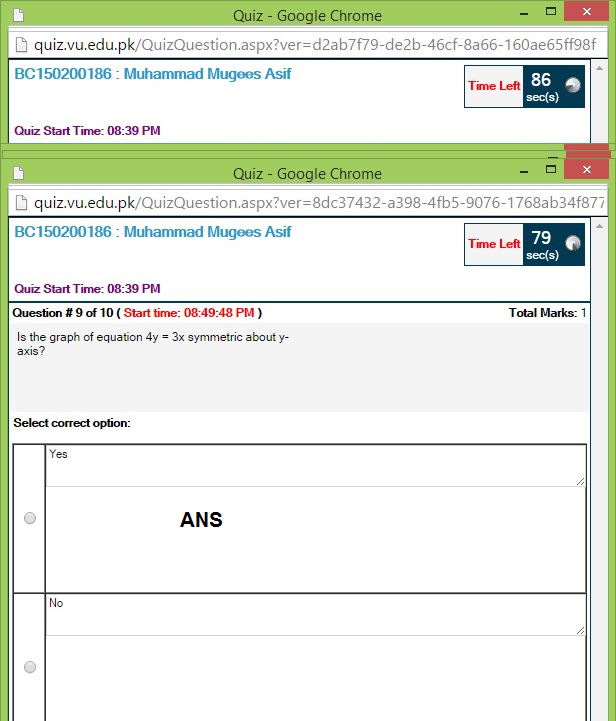 Quiz - Google Chrome
quiz.vu.edu.pk/QuizQuestion.aspx?ver=d2ab7f79-de2b-46cf-8a66-160ae65ff98f
BC150200186 : Muhammad Mugees Asif
Time Left 86 sec(s)
Quiz Start Time: 08:39 PM
Quiz - Google Chrome
quiz.vu.edu.pk/QuizQuestion.aspx?ver=8dc37432-a398-4fb5-9076-1768ab34f877
BC150200186 : Muhammad Mugees Asif
Time Left 79 sec(s)
Quiz Start Time: 08:39 PM
Question # 9 of 10 ( Start time: 08:49:48 PM ) Total Marks: 1
Is the graph of equation 4y = 3x symmetric about y-
axis?
Select correct option:
Yes
ANS
No